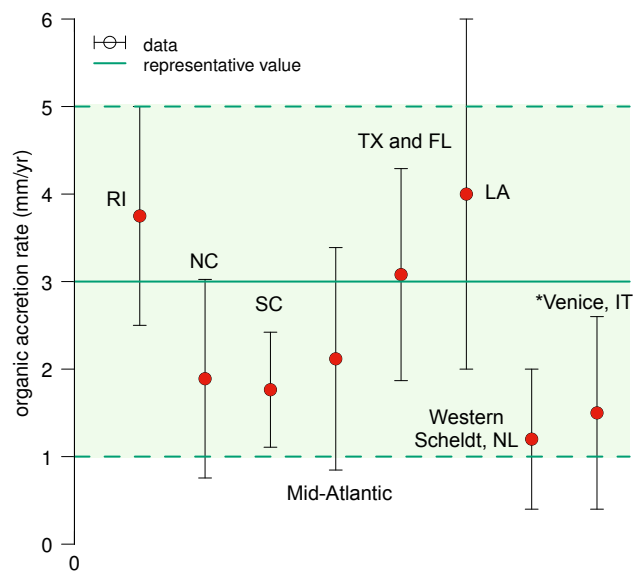 6
data
representative value
5
TX and FL
4
RI
LA
NC
organic accretion rate (mm/yr)
3
SC
*Venice, IT
2
Western
Scheldt, NL
1
Mid-Atlantic
0
0